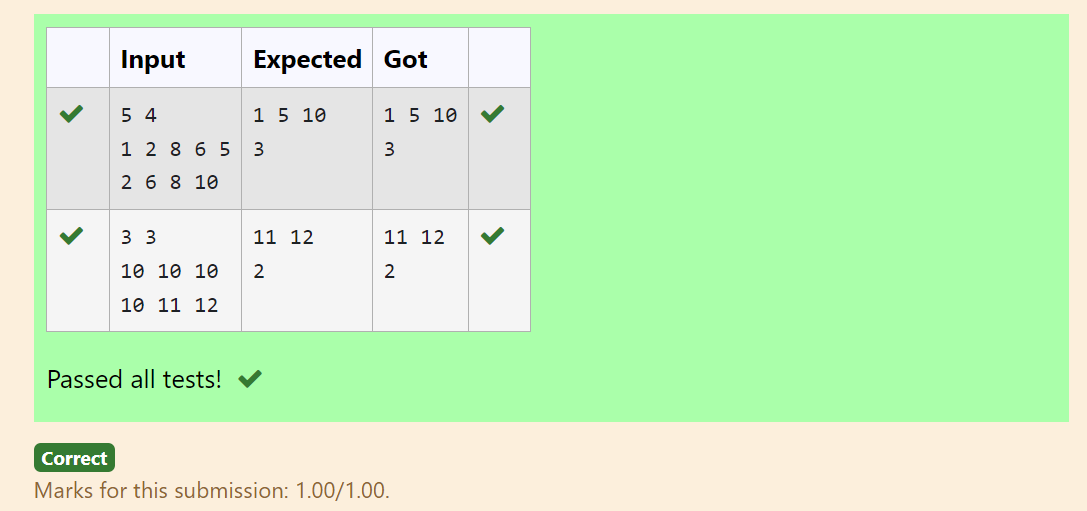 Input Expected Got
5 4 1 5 10 1 5 10
1 2 8 6 5 3 3
2 6 8 10
3 3 11 12 11 12
10 10 10 2 2
10 11 12
Passed all tests!
Correct
Marks for this submission: 1.00/1.00.